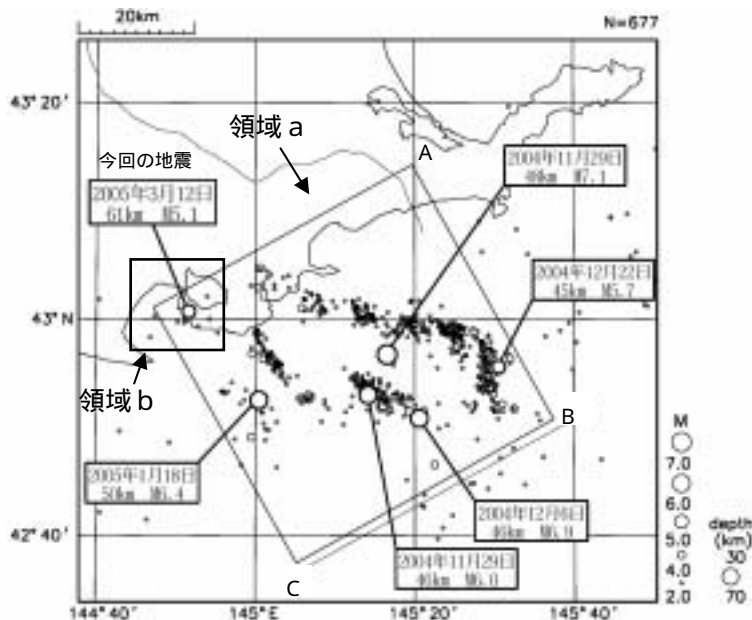 20km
N=677
43°20'
領域a
A
今回の地震
2004年11月29日
48km M7.1
2005年3月12日
61km M5.1
2004年12月22日
45km M5.7
43°N
領域b
B
2005年1月18日
50km M6.4
2004年12月6日
46km M6.9
2004年11月29日
46km M6.0
42°40'
C
M
7.0
6.0
5.0
4.0
2.0
depth
(km)
30
70
144°40'
145°E
145°20'
145°40'